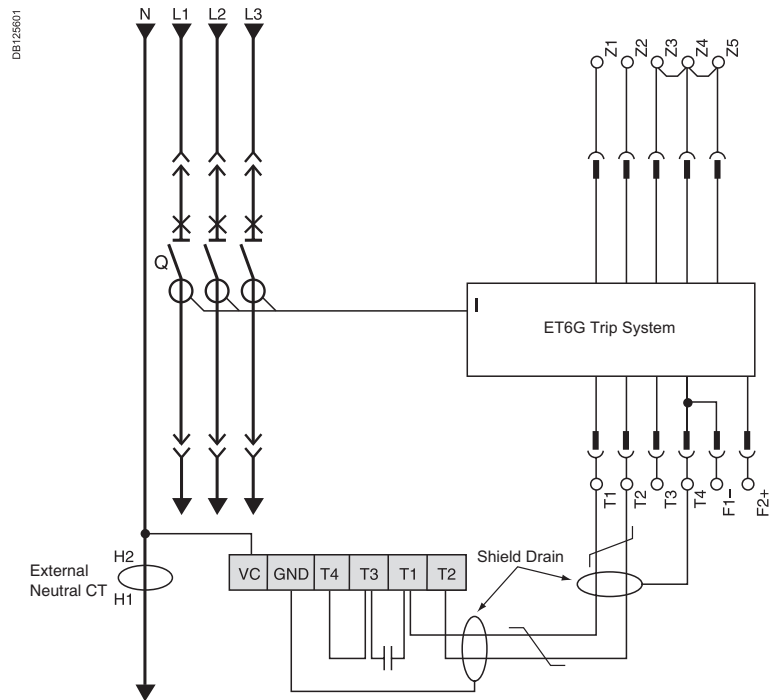 DB125601
N L1 L2 L3
Z1 Z2 Z3 Z4 Z5
Q
I
ET6G Trip System
T1 T2 T3 T4 F1- F2+
H2
External
Neutral CT
H1
VC GND T4 T3 T1 T2
Shield Drain